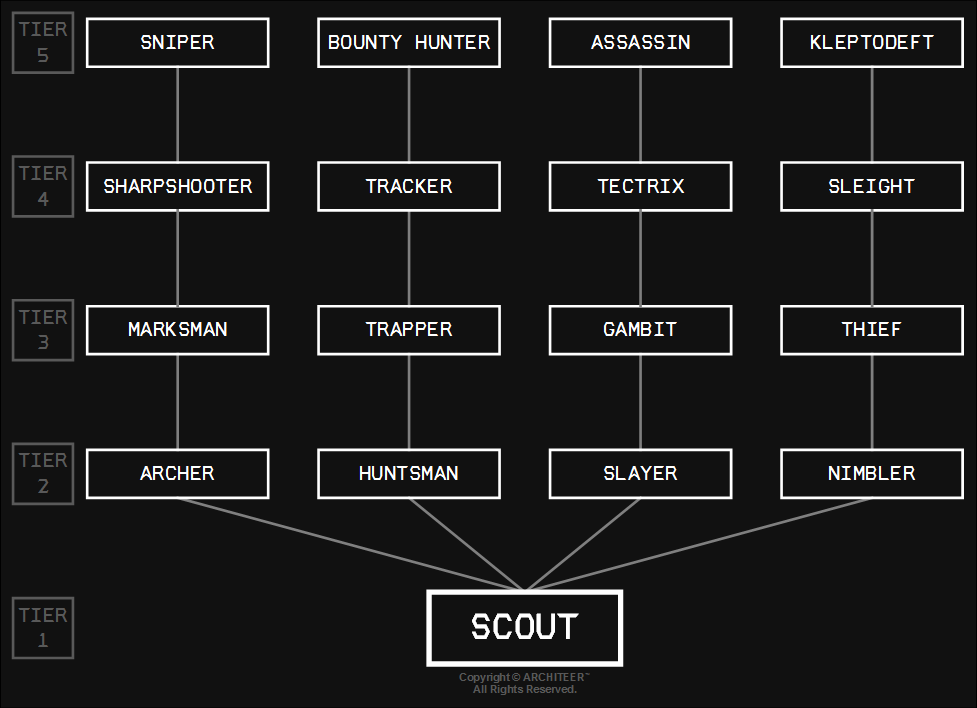 TIER
5
SNIPER
BOUNTY HUNTER
ASSASSIN
KLEPTODEFT
TIER
4
SHARPSHOOTER
TRACKER
TECTRIX
SLEIGHT
TIER
3
MARKSMAN
TRAPPER
GAMBIT
THIEF
TIER
2
ARCHER
HUNTSMAN
SLAYER
NIMBLER
TIER
1
SCOUT
Copyright © ARCHITEER™
All Rights Reserved.